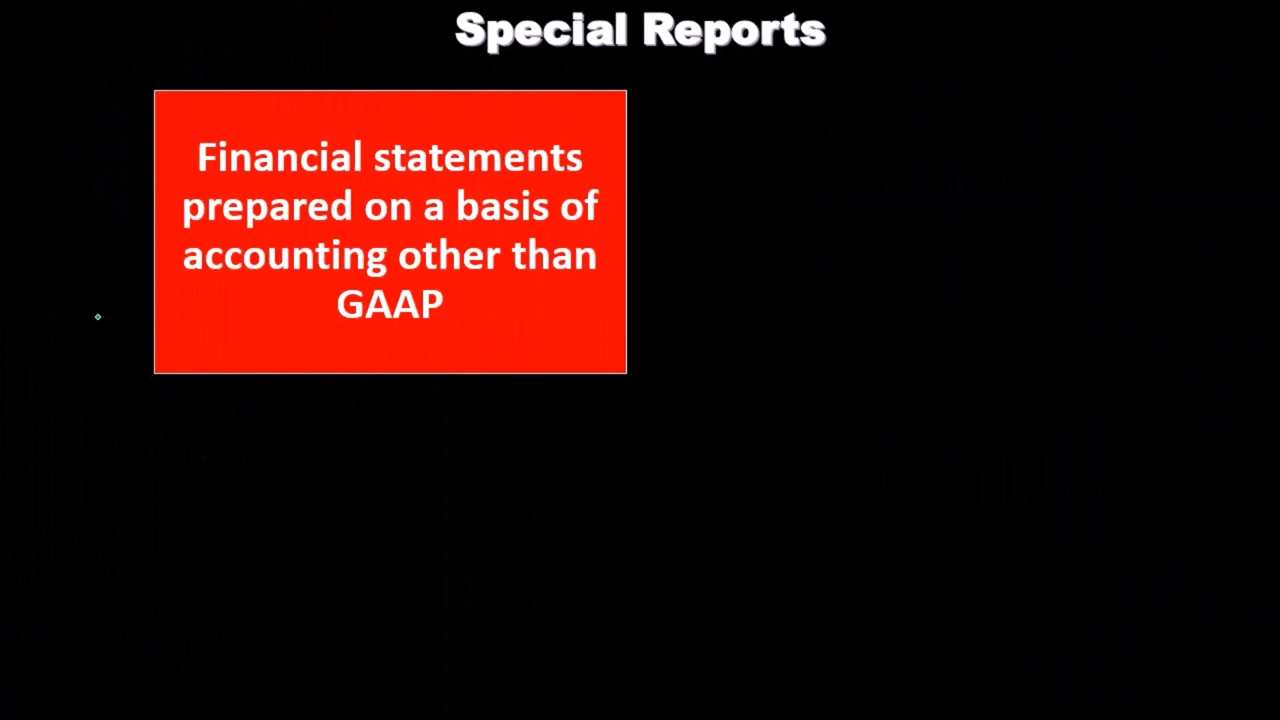 Special Reports
Financial statements
prepared on a basis of
accounting other than
GAAP